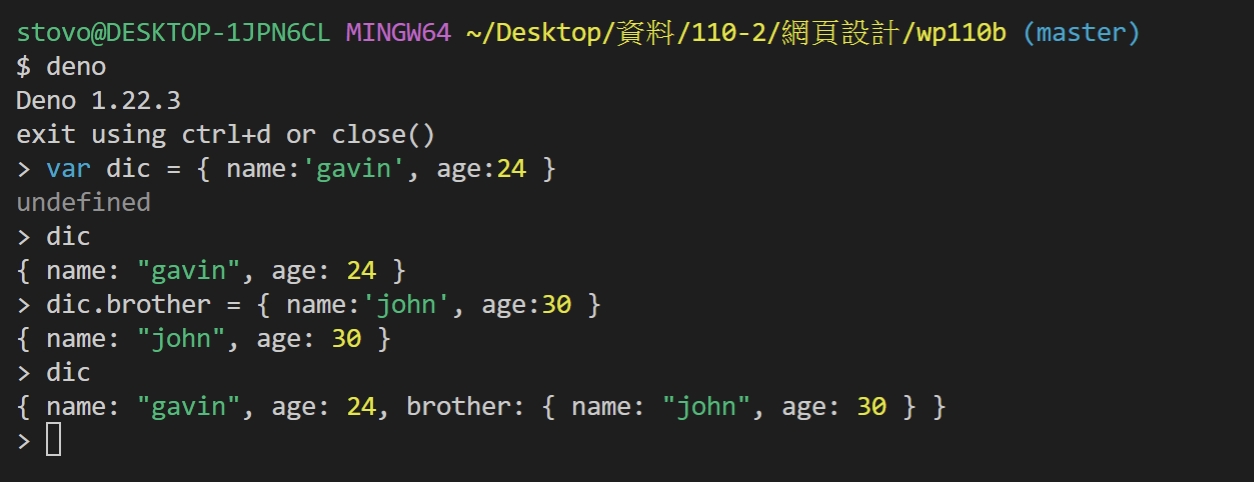 stovo@DESKTOP-1JPN6CL MINGW64 ~/Desktop/資料/110-2/網頁設計/wp110b (master)
$ deno
Deno 1.22.3
exit using ctrl+d or close()
> var dic = { name:'gavin', age:24 }
undefined
> dic
{ name: "gavin", age: 24 }
> dic.brother = { name:'john', age:30 }
{ name: "john", age: 30 }
> dic
{ name: "gavin", age: 24, brother: { name: "john", age: 30 } }
>